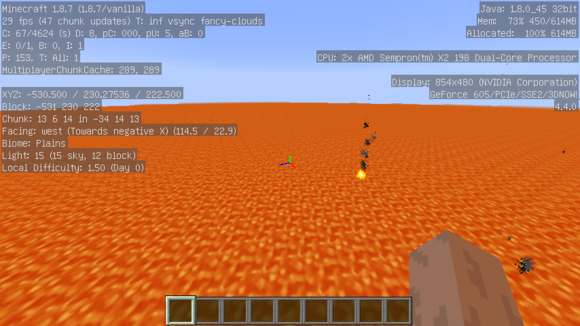 Minecraft 1.8.7 (1.8.7/vanilla)
29 fps (47 chunk updates) T: inf vsync fancy-clouds
C: 67/4624 (s) D: 8, pC: 000, pU: 5, aB: 0
E: 0/1, B: 0, I: 1
P: 153. T: All: 1
MultiplayerChunkCache: 289, 289
XYZ: -530.500 / 230.27536 / 222.500
Block: -531 230 222
Chunk: 13 6 14 in -34 14 13
Facing: west (Towards negative X) (114.5 / 22.9)
Biome: Plains
Light: 15 (15 sky, 12 block)
Local Difficulty: 1.50 (Day 0)
Java: 1.8.0_45 32bit
Mem: 73% 450/614MB
Allocated: 100% 614MB
CPU: 2x AMD Sempron(tm) X2 198 Dual-Core Processor
Display: 854x480 (NVIDIA Corporation)
GeForce 605/PCIe/SSE2/3DNOW!
4.4.0